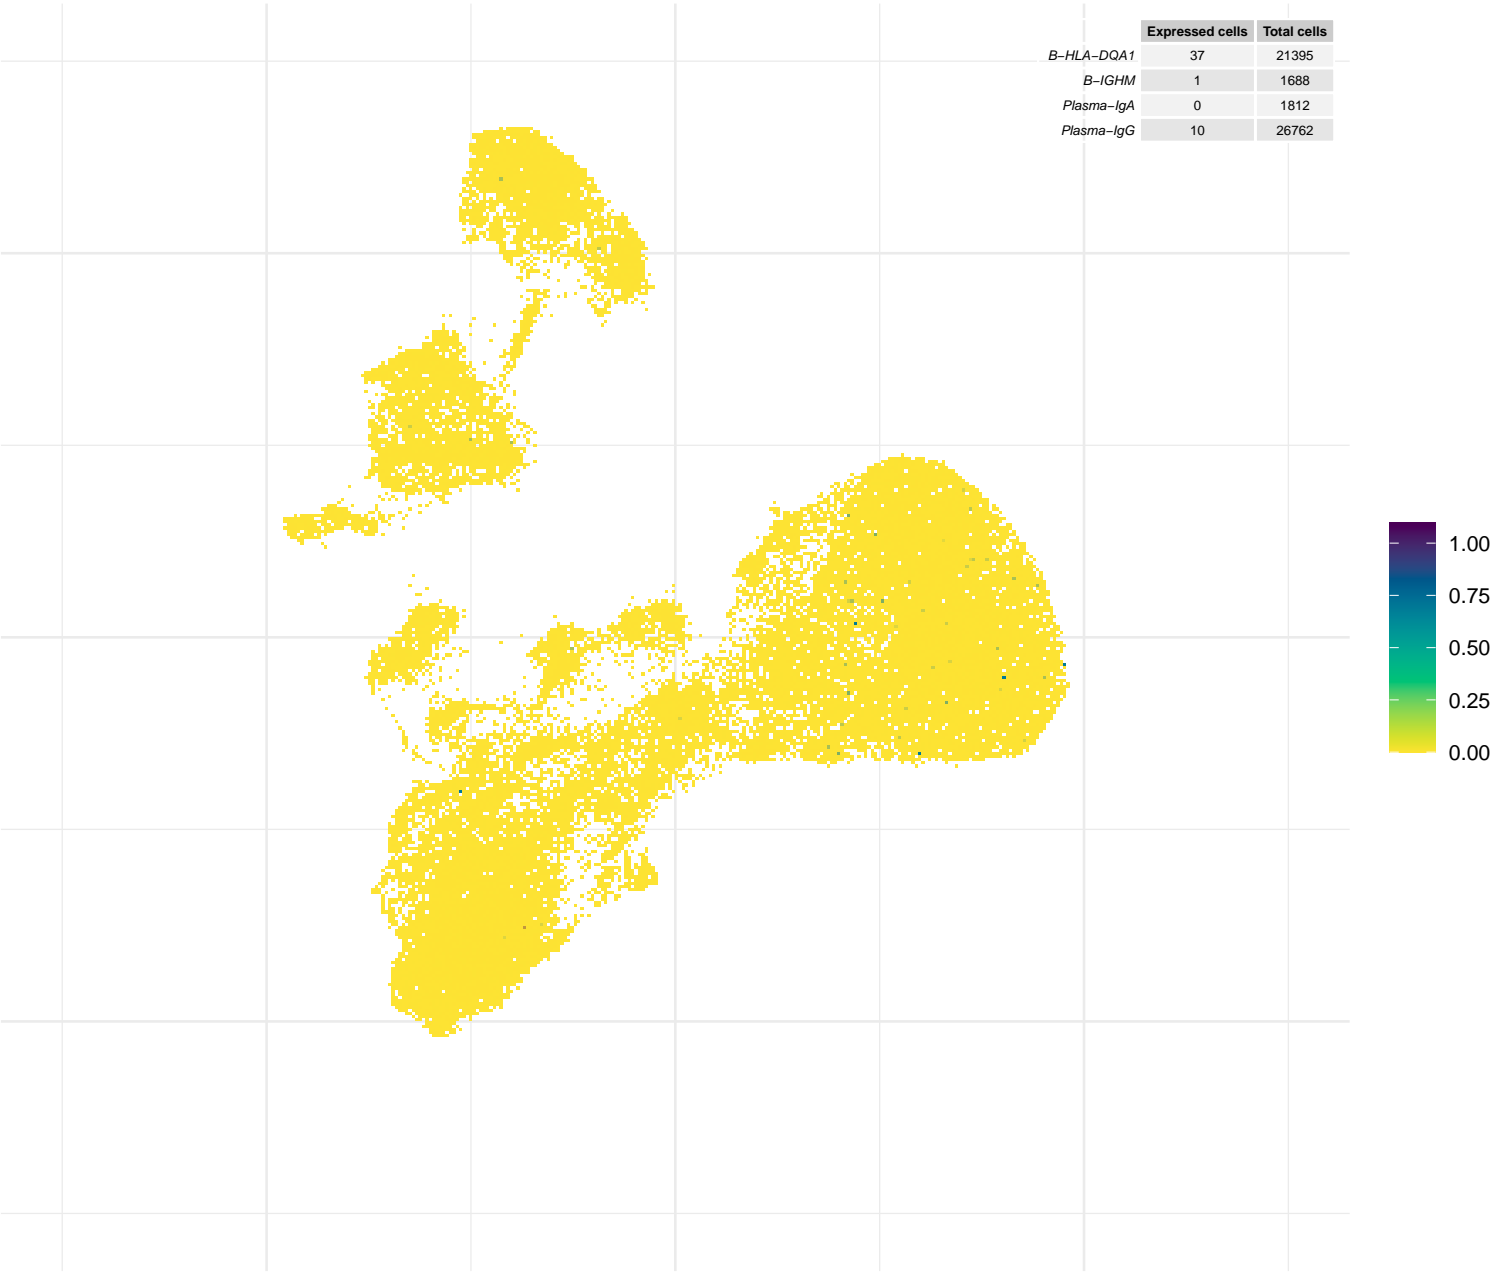 Expressed cells Total cells
B−HLA−DQA1 37 21395
B−IGHM 1 1688
Plasma−IgA 0 1812
Plasma−IgG 10 26762
1.00
0.75
0.50
0.25
0.00